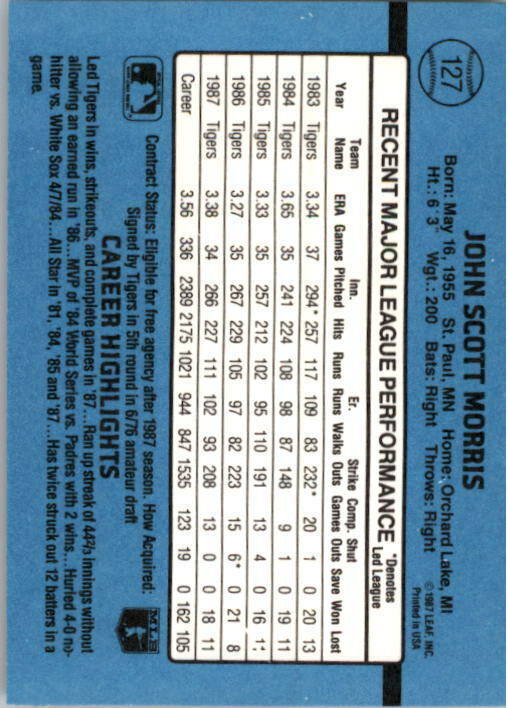 127
JOHN SCOTT MORRIS
Born: May 16, 1955 St. Paul, MN Home: Orchard Lake, MI
Ht.: 6' 3" Wgt.: 200 Bats: Right Throws: Right
© 1987 LEAF, INC.
Printed in USA
RECENT MAJOR LEAGUE PERFORMANCE
*Denotes
Led League
Year Team Name ERA Games Inn. Pitched Hits Runs Er. Runs Walks Strike Outs Comp. Games Shut Outs Save Won Lost
1983 Tigers 3.34 37 294* 257 117 109 83 232* 20 1 0 20 13
1984 Tigers 3.65 35 241 224 108 98 87 148 9 1 0 19 11
1985 Tigers 3.33 35 257 212 102 95 110 191 13 4 0 16 11
1986 Tigers 3.27 35 267 229 105 97 82 223 15 6* 0 21 8
1987 Tigers 3.38 34 266 227 111 102 93 208 13 0 0 18 11
Career 3.56 336 2389 2175 1021 944 847 1535 123 19 0 162 105
Contract Status: Eligible for free agency after 1987 season. How Acquired:
Signed by Tigers in 5th round in 6/76 amateur draft
MLB
CAREER HIGHLIGHTS
Led Tigers in wins, strikeouts, and complete games in '87...Ran up streak of 44⅔ innings without
allowing an earned run in '86...MVP of '84 World Series vs. Padres with 2 wins...Hurled 4-0 no-
hitter vs. White Sox 4/7/84...All Star in '81, '84, '85 and '87...Has twice struck out 12 batters in a
game.